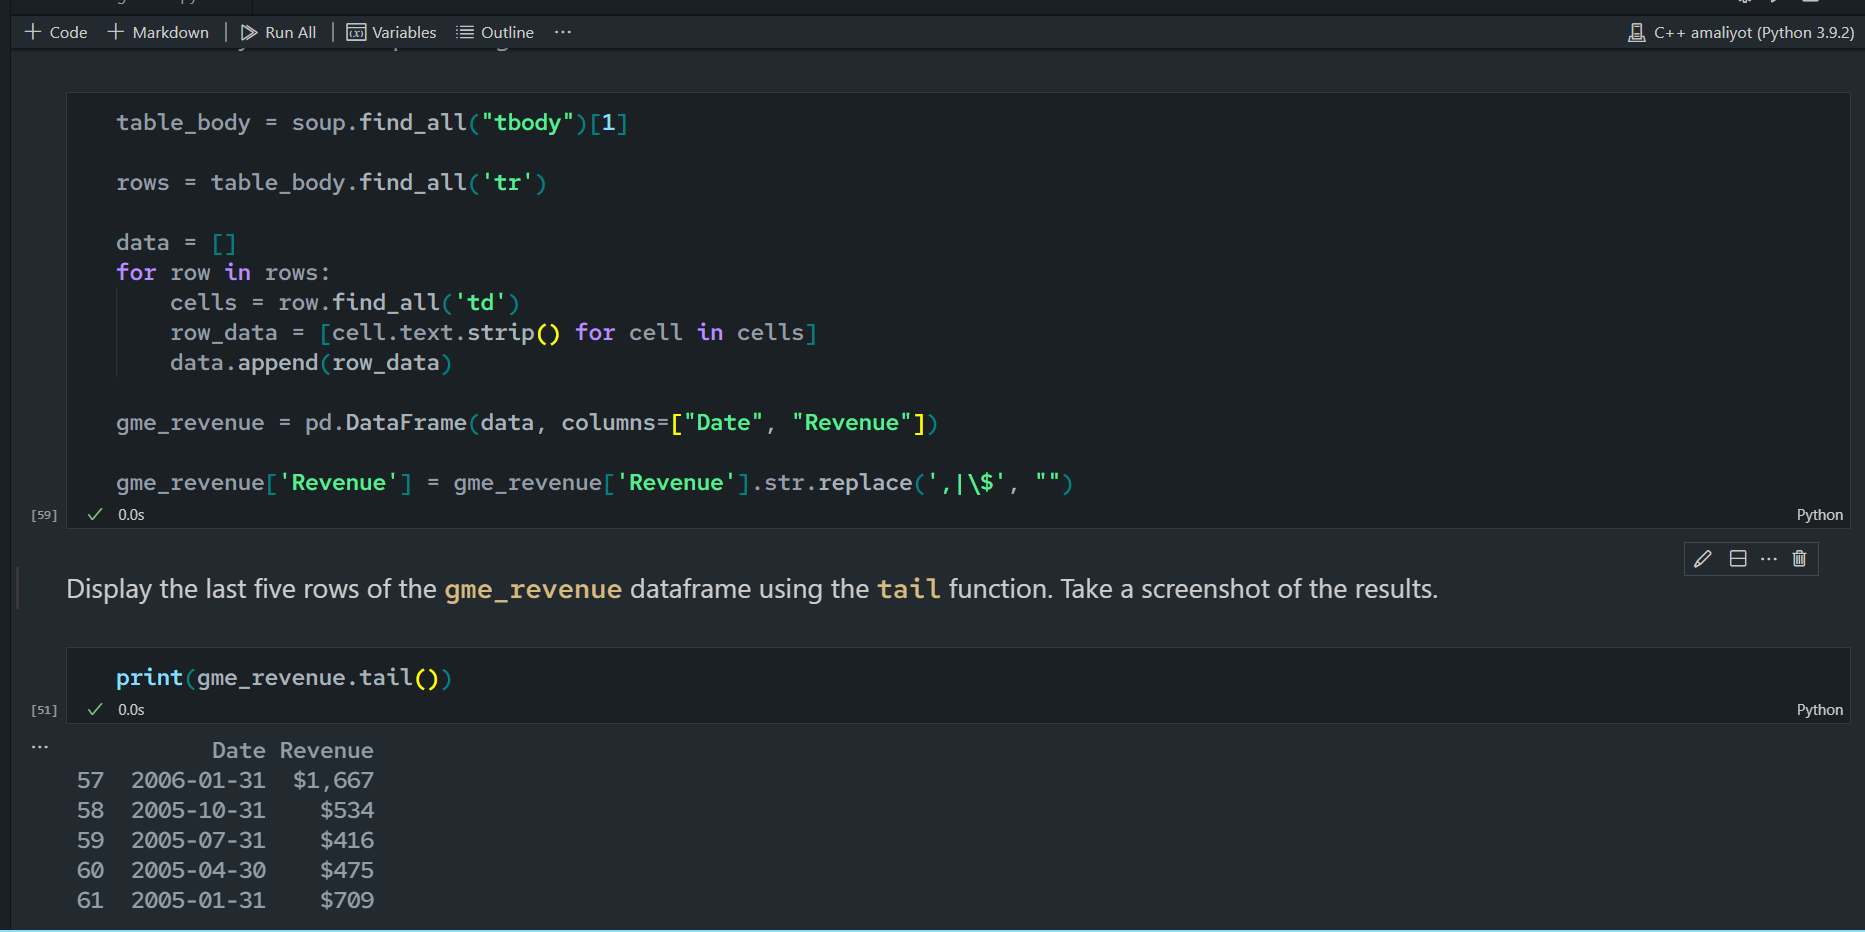 Code Markdown Run All Variables Outline ... C++ amaliyot (Python 3.9.2)
table_body = soup.find_all("tbody")[1]
rows = table_body.find_all('tr')
data = []
for row in rows:
cells = row.find_all('td')
row_data = [cell.text.strip() for cell in cells]
data.append(row_data)
gme_revenue = pd.DataFrame(data, columns=["Date", "Revenue"])
gme_revenue['Revenue'] = gme_revenue['Revenue'].str.replace(',|\$', "")
[59] 0.0s Python
Display the last five rows of the gme_revenue dataframe using the tail function. Take a screenshot of the results.
print(gme_revenue.tail())
[51] 0.0s Python
... Date Revenue
57 2006-01-31 $1,667
58 2005-10-31 $534
59 2005-07-31 $416
60 2005-04-30 $475
61 2005-01-31 $709